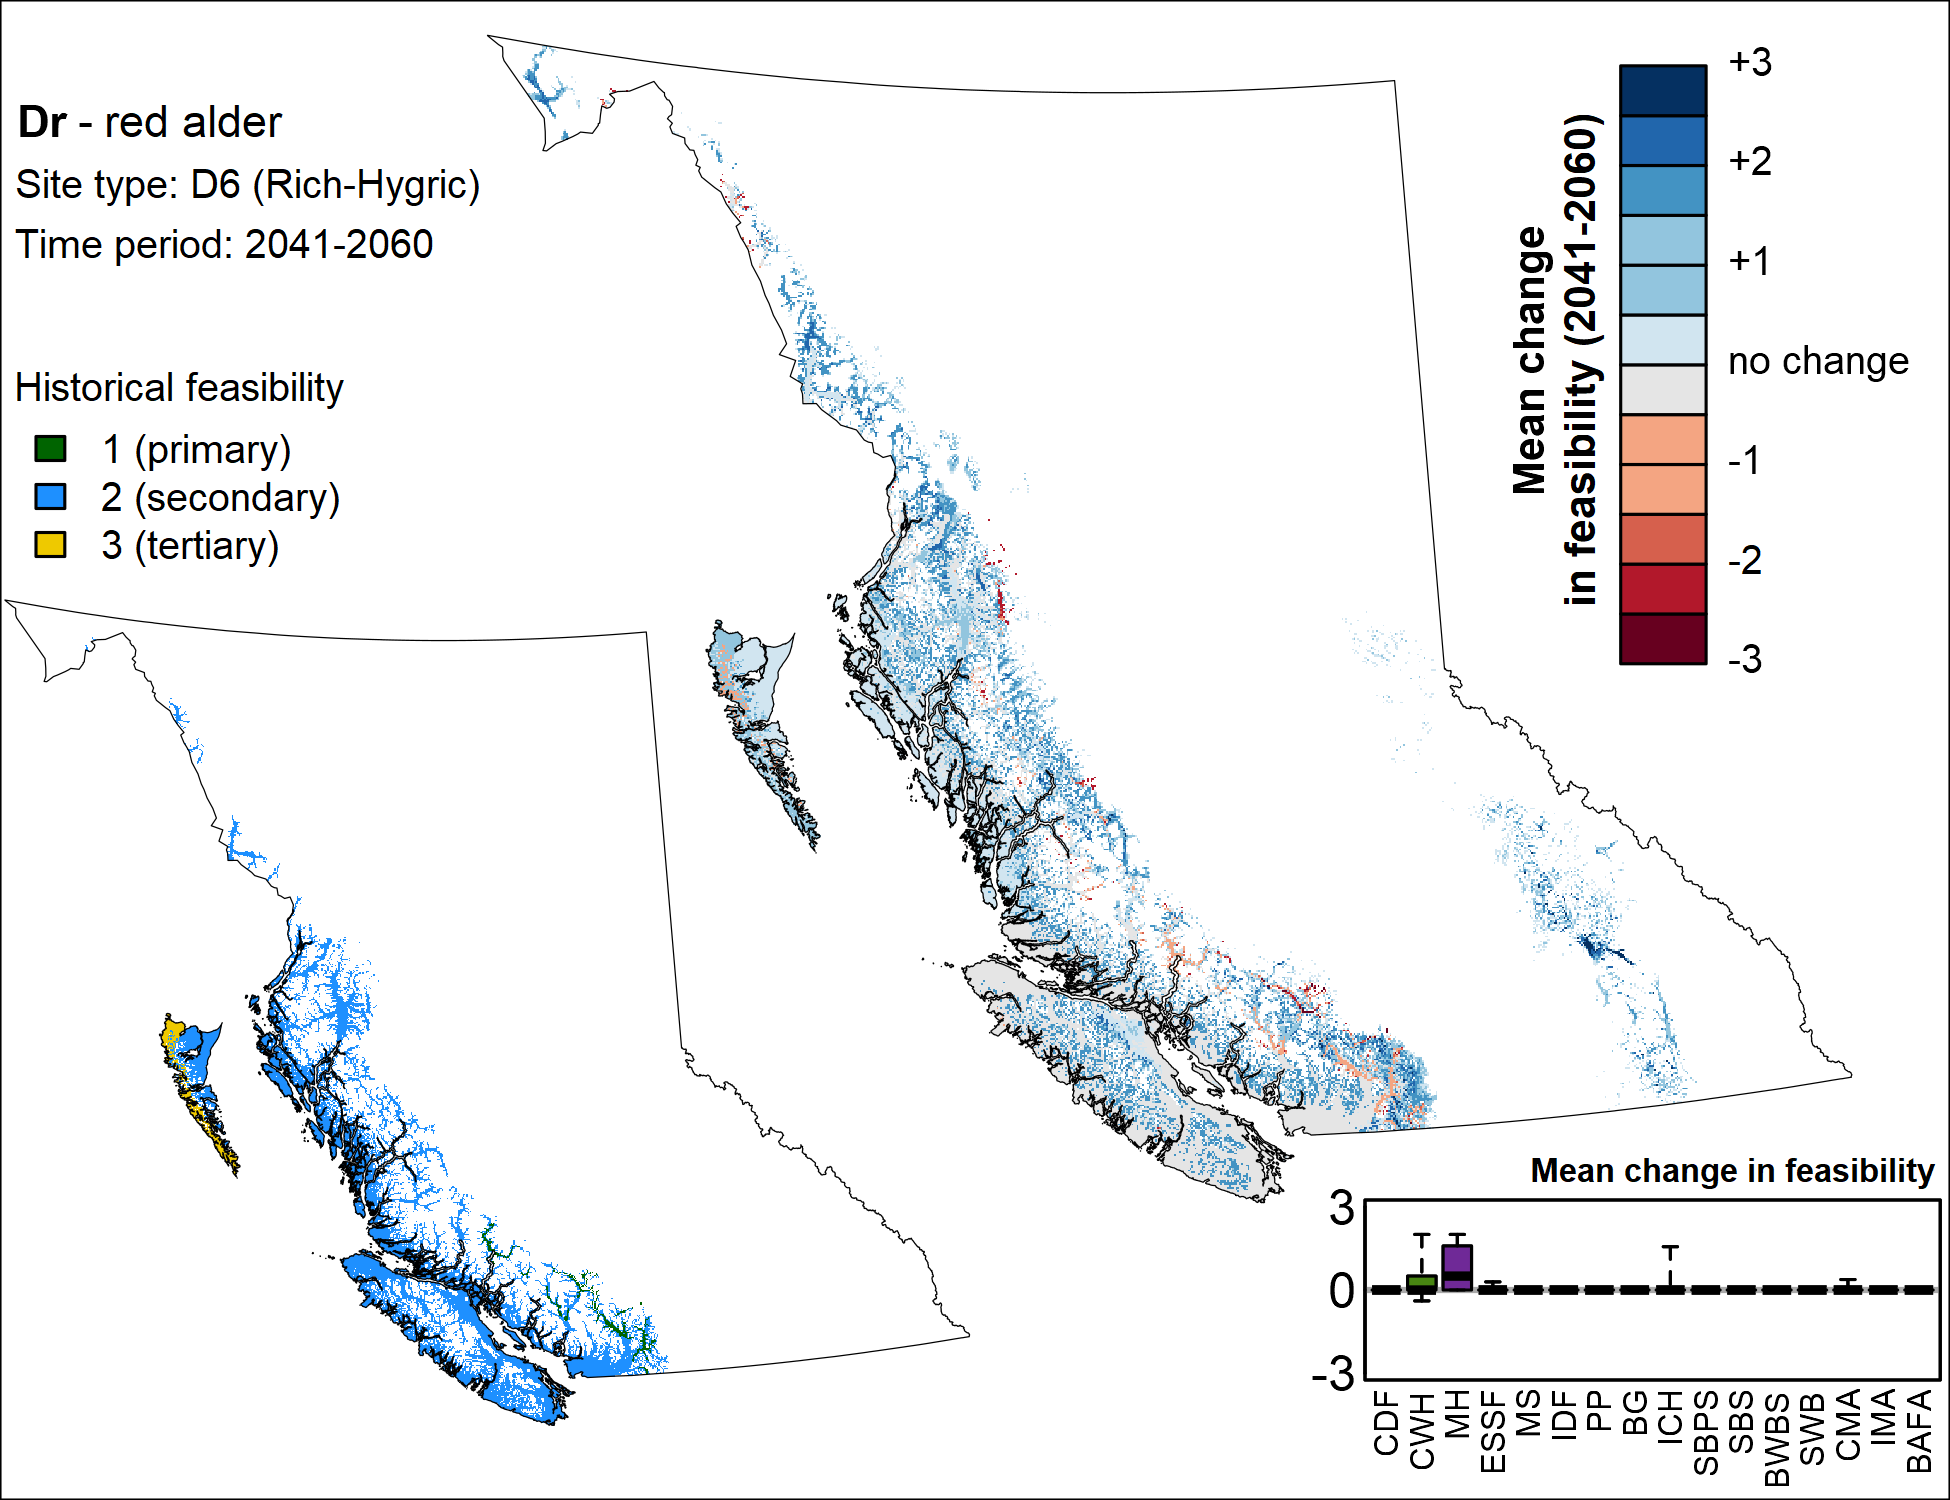 Dr - red alder
Site type: D6 (Rich-Hygric)
Time period: 2041-2060
Historical feasibility
1 (primary)
2 (secondary)
3 (tertiary)
Mean change
in feasibility (2041-2060)
+3
+2
+1
no change
-1
-2
-3
Mean change in feasibility
3
0
-3
CDF
CWH
MH
ESSF
MS
IDF
PP
BG
ICH
SBPS
SBS
BWBS
SWB
CMA
IMA
BAFA